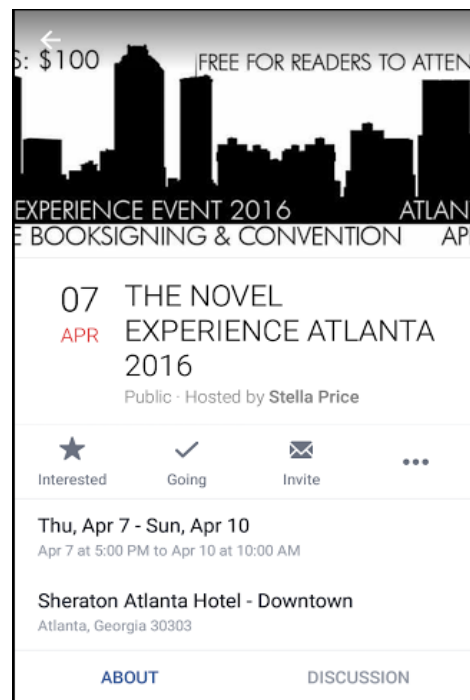 S: $100 FREE FOR READERS TO ATTEN
EXPERIENCE EVENT 2016 ATLAN
E BOOKSIGNING & CONVENTION AP
07 THE NOVEL
APR EXPERIENCE ATLANTA
2016
Public · Hosted by Stella Price
Interested Going Invite
Thu, Apr 7 - Sun, Apr 10
Apr 7 at 5:00 PM to Apr 10 at 10:00 AM
Sheraton Atlanta Hotel - Downtown
Atlanta, Georgia 30303
ABOUT DISCUSSION